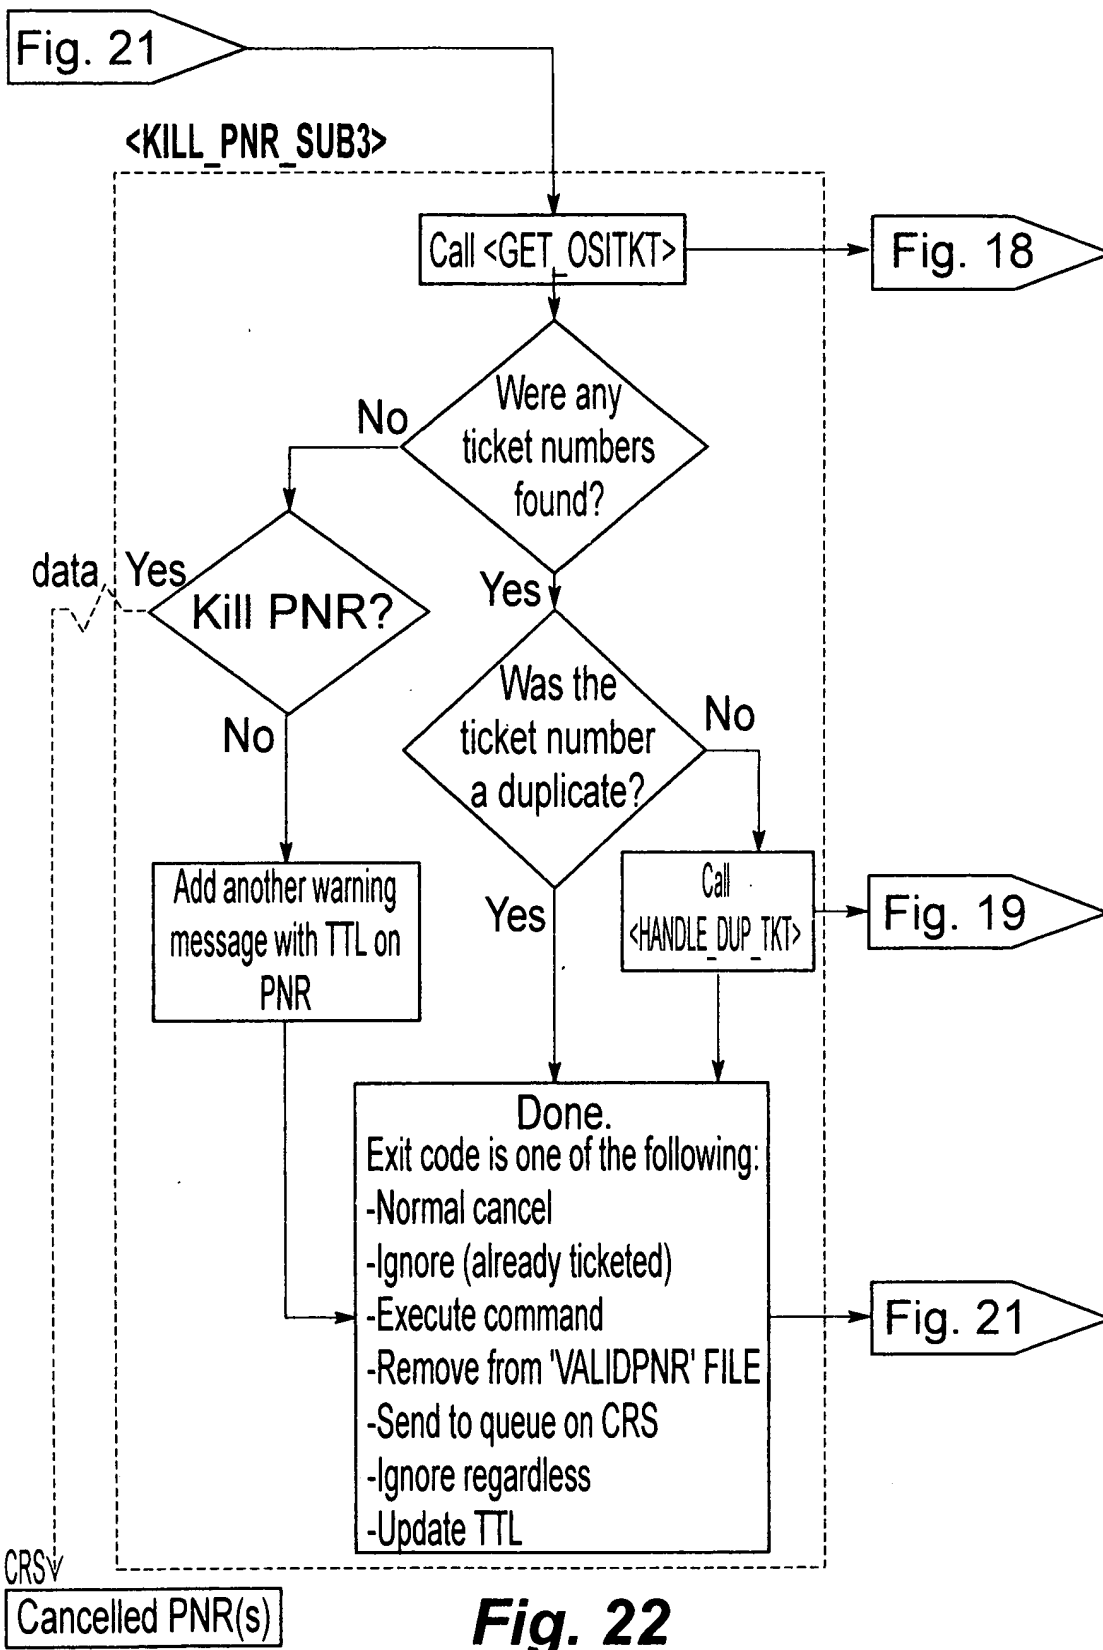 Fig. 21
<KILL_PNR_SUB3>
Call <GET_OSITKT>
Fig. 18
Were any
ticket numbers
found?
No
Yes
data
Yes
Kill PNR?
No
Was the
ticket number
a duplicate?
No
Yes
Add another warning
message with TTL on
PNR
Call
<HANDLE_DUP_TKT>
Fig. 19
Done.
Exit code is one of the following:
-Normal cancel
-Ignore (already ticketed)
-Execute command
-Remove from 'VALIDPNR' FILE
-Send to queue on CRS
-Ignore regardless
-Update TTL
Fig. 21
CRS
Cancelled PNR(s)
Fig. 22